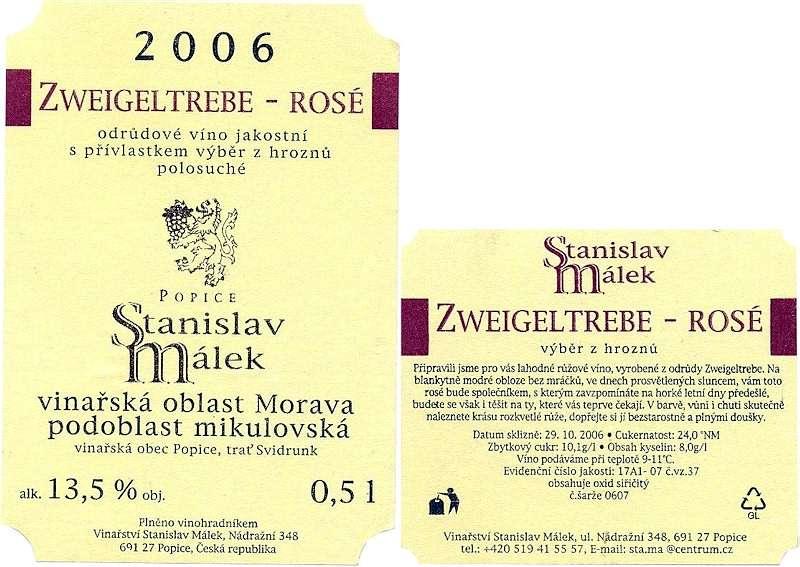 2006
ZWEIGELTREBE - ROSÉ
odrůdové víno jakostní
s přívlastkem výběr z hroznů
polosuché
POPICE
Stanislav
Málek
vinařská oblast Morava
podoblast mikulovská
vinařská obec Popice, trať Svidrunk
alk. 13,5 % obj. 0,5 l
Plněno vinohradníkem
Vinařství Stanislav Málek, Nádražní 348
691 27 Popice, Česká republika
Stanislav
Málek
ZWEIGELTREBE - ROSÉ
výběr z hroznů
Připravili jsme pro vás lahodné růžové víno, vyrobené z odrůdy Zweigeltrebe. Na
blankytně modré obloze bez mráčků, ve dnech prosvětlených sluncem, vám toto
rosé bude společníkem, s kterým zavzpomínáte na horké letní dny předešlé,
budete se však i těšit na ty, které vás teprve čekají. V barvě, vůni i chuti skutečně
naleznete krásu rozkvetlé růže, dopřejte si jí bezstarostně a plnými doušky.
Datum sklizně: 29. 10. 2006 • Cukernatost: 24,0 °NM
Zbytkový cukr: 10,1g/l • Obsah kyselin: 8,0g/l
Víno podáváme při teplotě 9-11°C.
Evidenční číslo jakosti: 17A1- 07 č.vz.37
obsahuje oxid siřičitý
č.šarže 0607
GL
Vinařství Stanislav Málek, ul. Nádražní 348, 691 27 Popice
tel.: +420 519 41 55 57, E-mail: sta.ma @centrum.cz